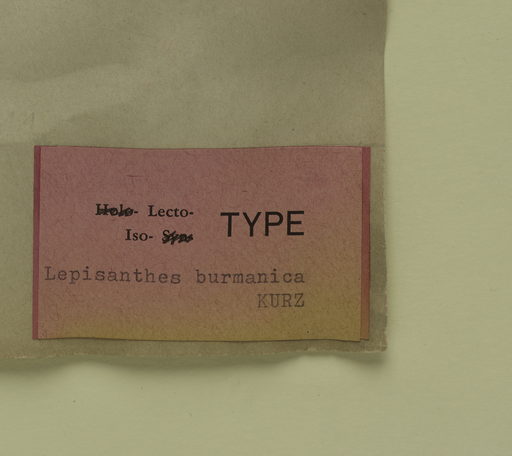 Holo- Lecto-
Iso- Syn- TYPE
Lepisanthes burmanica
KURZ